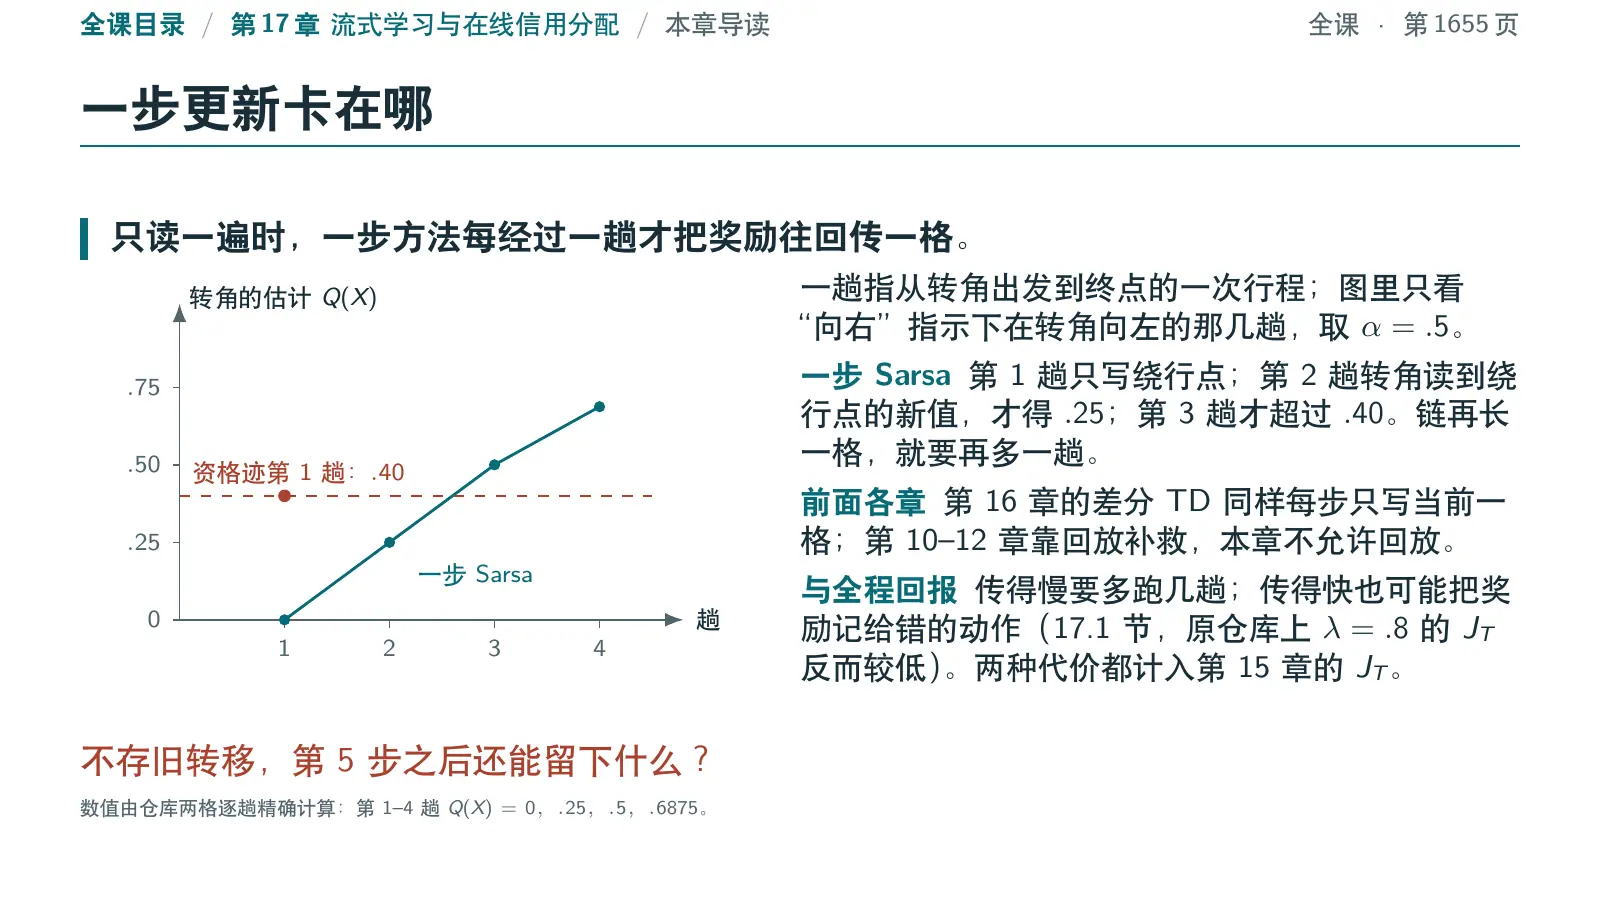 全课目录 / 第 17 章 流式学习与在线信用分配 / 本章导读
全课 · 第 1655 页
一步更新卡在哪
只读一遍时，一步方法每经过一趟才把奖励往回传一格。
转角的估计 Q(X)
.75
.50
.25
0
资格迹第 1 趟：.40
一步 Sarsa
1 2 3 4
趟
一趟指从转角出发到终点的一次行程；图里只看
“向右”指示下在转角向左的那几趟，取 α = .5。
一步 Sarsa 第 1 趟只写绕行点；第 2 趟转角读到绕
行点的新值，才得 .25；第 3 趟才超过 .40。链再长
一格，就要再多一趟。
前面各章 第 16 章的差分 TD 同样每步只写当前一
格；第 10–12 章靠回放补救，本章不允许回放。
与全程回报 传得慢要多跑几趟；传得快也可能把奖
励记给错的动作（17.1 节，原仓库上 λ = .8 的 J_T
反而较低）。两种代价都计入第 15 章的 J_T。
不存旧转移，第 5 步之后还能留下什么？
数值由仓库两格逐趟精确计算：第 1–4 趟 Q(X) = 0，.25，.5，.6875。